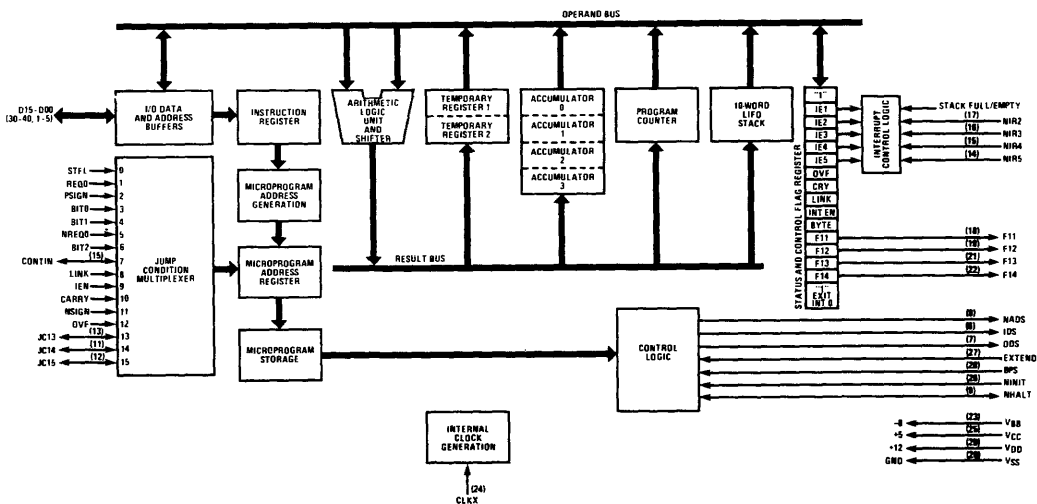 OPERAND BUS
D15-D00
(30-40, 1-5)
I/O DATA
AND ADDRESS
BUFFERS
INSTRUCTION
REGISTER
ARITHMETIC
LOGIC
UNIT
AND
SHIFTER
TEMPORARY
REGISTER 1
TEMPORARY
REGISTER 2
ACCUMULATOR
0
ACCUMULATOR
1
ACCUMULATOR
2
ACCUMULATOR
3
PROGRAM
COUNTER
10-WORD
LIFO
STACK
STATUS AND CONTROL FLAG REGISTER
"1"
IE1
IE2
IE3
IE4
IE5
OVF
CRY
LINK
INT EN
BYTE
F11
F12
F13
F14
"1"
EXIT
INT 0
INTERRUPT
CONTROL LOGIC
STACK FULL/EMPTY
(17) NIR2
(16) NIR3
(15) NIR4
(14) NIR5
(18) F11
(19) F12
(21) F13
(22) F14
STFL 0
REQ0 1
PSIGN 2
BIT0 3
BIT1 4
NREQ0 5
BIT2 6
CONTIN (15) 7
LINK 8
IEN 9
CARRY 10
NSIGN 11
OVF 12
JC13 (13) 13
JC14 (11) 14
JC15 (12) 15
JUMP
CONDITION
MULTIPLEXER
MICROPROGRAM
ADDRESS
GENERATION
MICROPROGRAM
ADDRESS
REGISTER
MICROPROGRAM
STORAGE
RESULT BUS
CONTROL
LOGIC
NADS
IDS
(7) ODS
(27) EXTEND
BPS
NINIT
NHALT
INTERNAL
CLOCK
GENERATION
(24)
CLKX
-8 (23) VBB
+5 VCC
+12 VDD
GND VSS